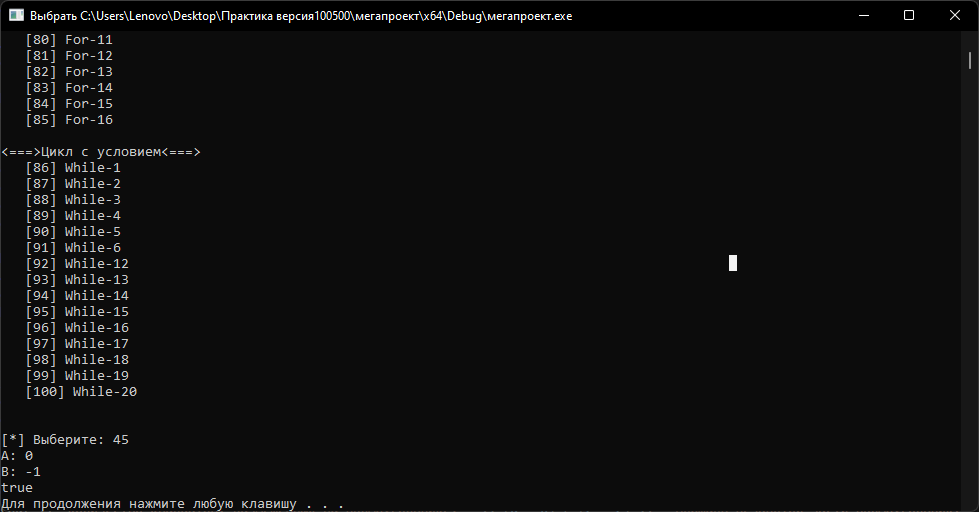 Выбрать C:\Users\Lenovo\Desktop\Практика версия100500\мегапроект\x64\Debug\мегапроект.exe
[80] For-11
[81] For-12
[82] For-13
[83] For-14
[84] For-15
[85] For-16
<===>Цикл с условием<===>
[86] While-1
[87] While-2
[88] While-3
[89] While-4
[90] While-5
[91] While-6
[92] While-12
[93] While-13
[94] While-14
[95] While-15
[96] While-16
[97] While-17
[98] While-18
[99] While-19
[100] While-20
[*] Выберите: 45
A: 0
B: -1
true
Для продолжения нажмите любую клавишу . . .